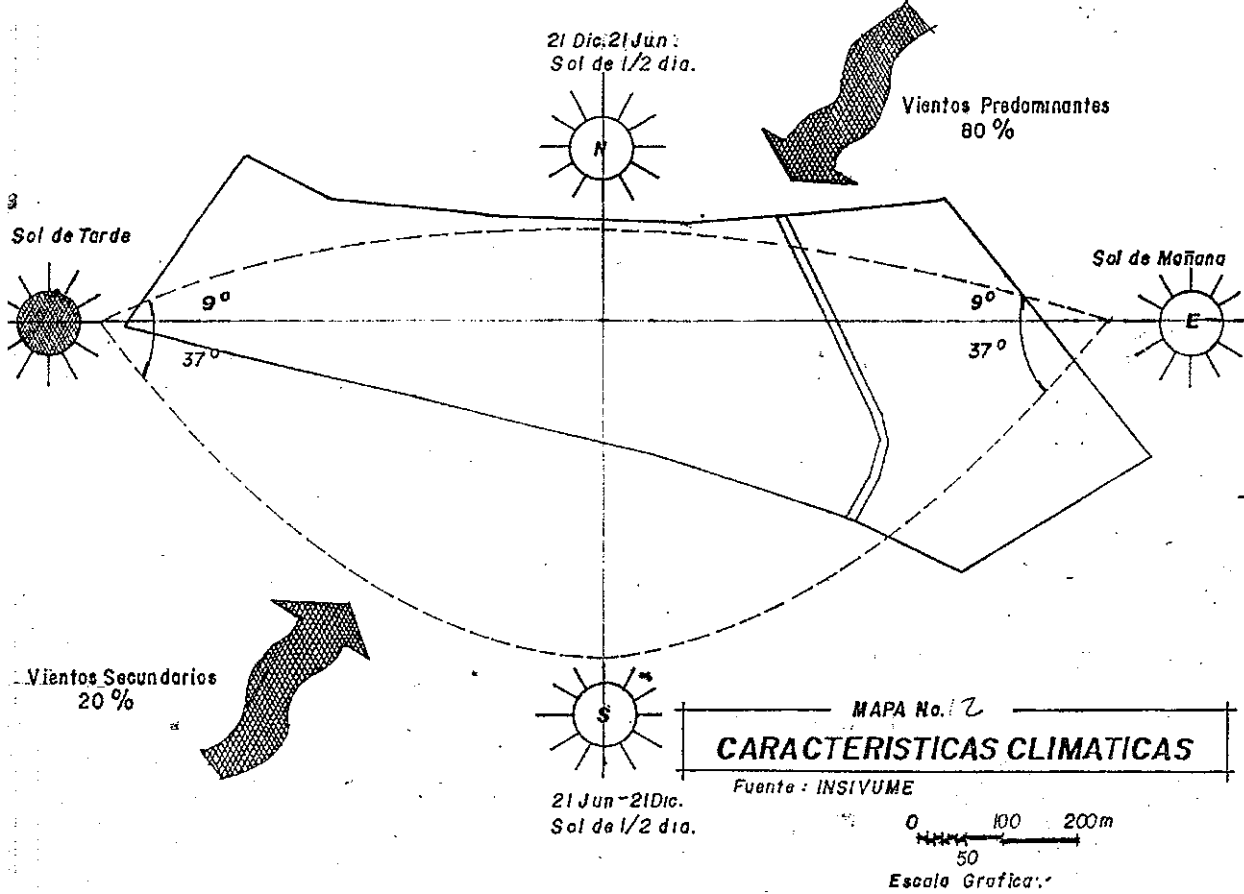 21 Dic.21 Jun.
Sol de 1/2 dia.
N
Vientos Predominantes
80 %
Sol de Tarde
Sol de Mañana
9°
9°
E
37°
37°
Vientos Secundarios
20 %
S
21 Jun-21Dic.
Sol de 1/2 dia.
MAPA No. 12
CARACTERISTICAS CLIMATICAS
Fuente : INSIVUME
0 100 200m
50
Escala Grafica